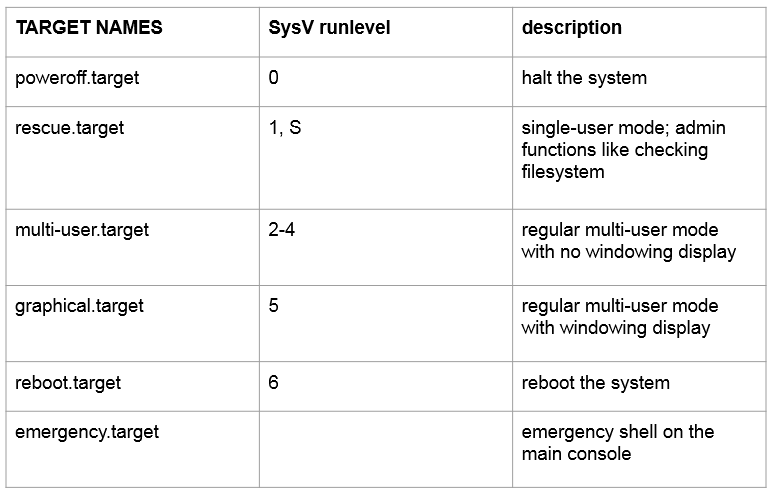 TARGET NAMES SysV runlevel description
poweroff.target 0 halt the system
rescue.target 1, S single-user mode; admin
functions like checking
filesystem
multi-user.target 2-4 regular multi-user mode
with no windowing display
graphical.target 5 regular multi-user mode
with windowing display
reboot.target 6 reboot the system
emergency.target emergency shell on the
main console